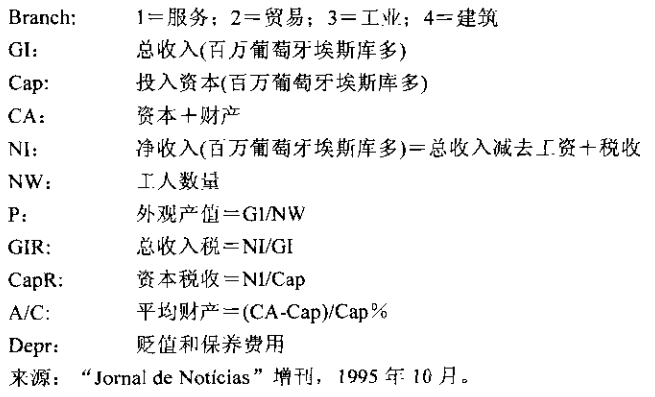 Branch: 1=服务；2=贸易；3=工业；4=建筑
GI: 总收入(百万葡萄牙埃斯库多)
Cap: 投入资本(百万葡萄牙埃斯库多)
CA: 资本+财产
NI: 净收入(百万葡萄牙埃斯库多)=总收入减去工资+税收
NW: 工人数量
P: 外观产值=GI/NW
GIR: 总收入税=NI/GI
CapR: 资本税收=NI/Cap
A/C: 平均财产=(CA-Cap)/Cap%
Depr: 贬值和保养费用
来源：“Jornal de Notícias”增刊，1995年10月。